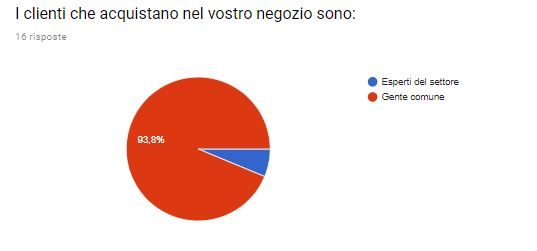 I clienti che acquistano nel vostro negozio sono:
16 risposte
Esperti del settore
Gente comune
93,8%